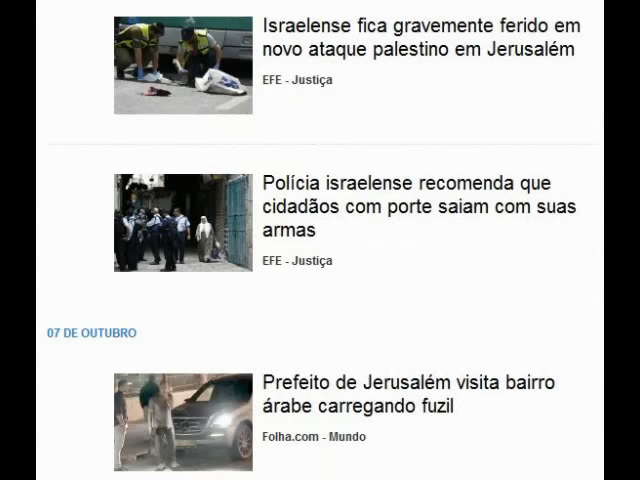 Israelense fica gravemente ferido em
novo ataque palestino em Jerusalém
EFE - Justiça
Polícia israelense recomenda que
cidadãos com porte saiam com suas
armas
EFE - Justiça
07 DE OUTUBRO
Prefeito de Jerusalém visita bairro
árabe carregando fuzil
Folha.com - Mundo